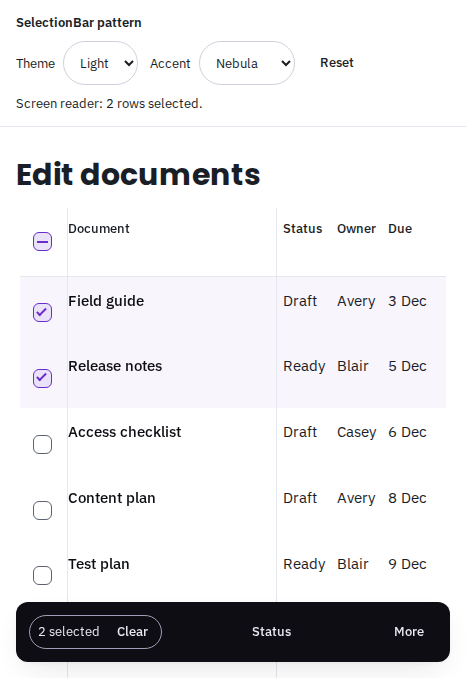 SelectionBar pattern
Theme Light Accent Nebula Reset
Screen reader: 2 rows selected.
Edit documents
Document Status Owner Due
Field guide Draft Avery 3 Dec
Release notes Ready Blair 5 Dec
Access checklist Draft Casey 6 Dec
Content plan Draft Avery 8 Dec
Test plan Ready Blair 9 Dec
2 selected Clear Status More